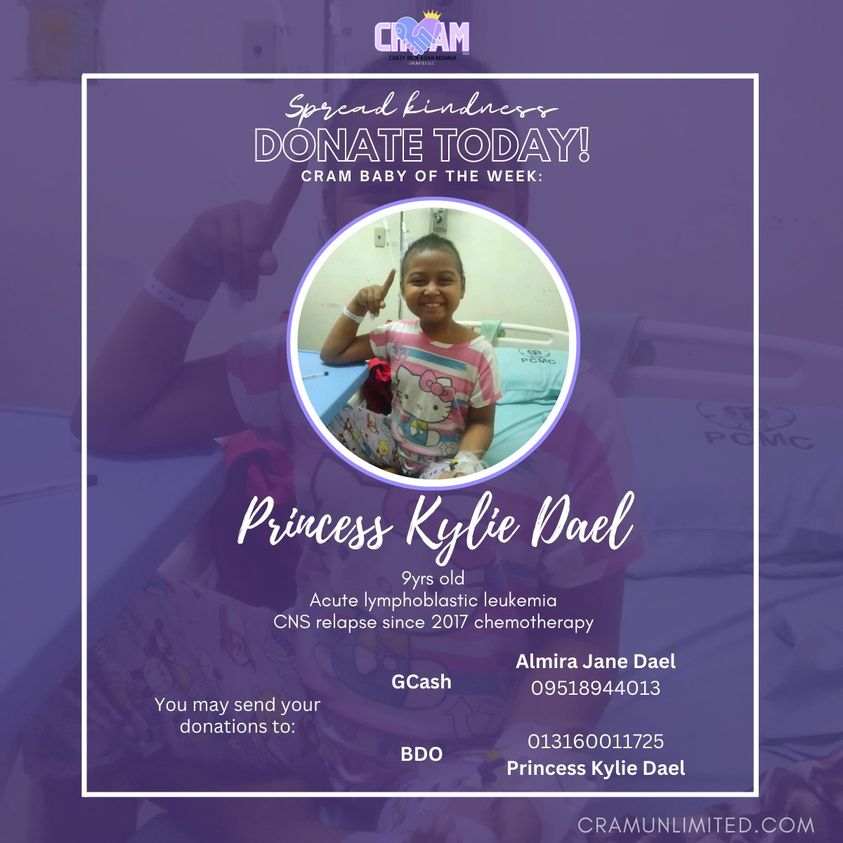 CRAM
Spread kindness
DONATE TODAY!
CRAM BABY OF THE WEEK:
PCMC
PCMC
Princess Kylie Dael
9yrs old
Acute lymphoblastic leukemia
CNS relapse since 2017 chemotherapy
You may send your
donations to:
GCash
Almira Jane Dael
09518944013
BDO
013160011725
Princess Kylie Dael
CRAMUNLIMITED.COM